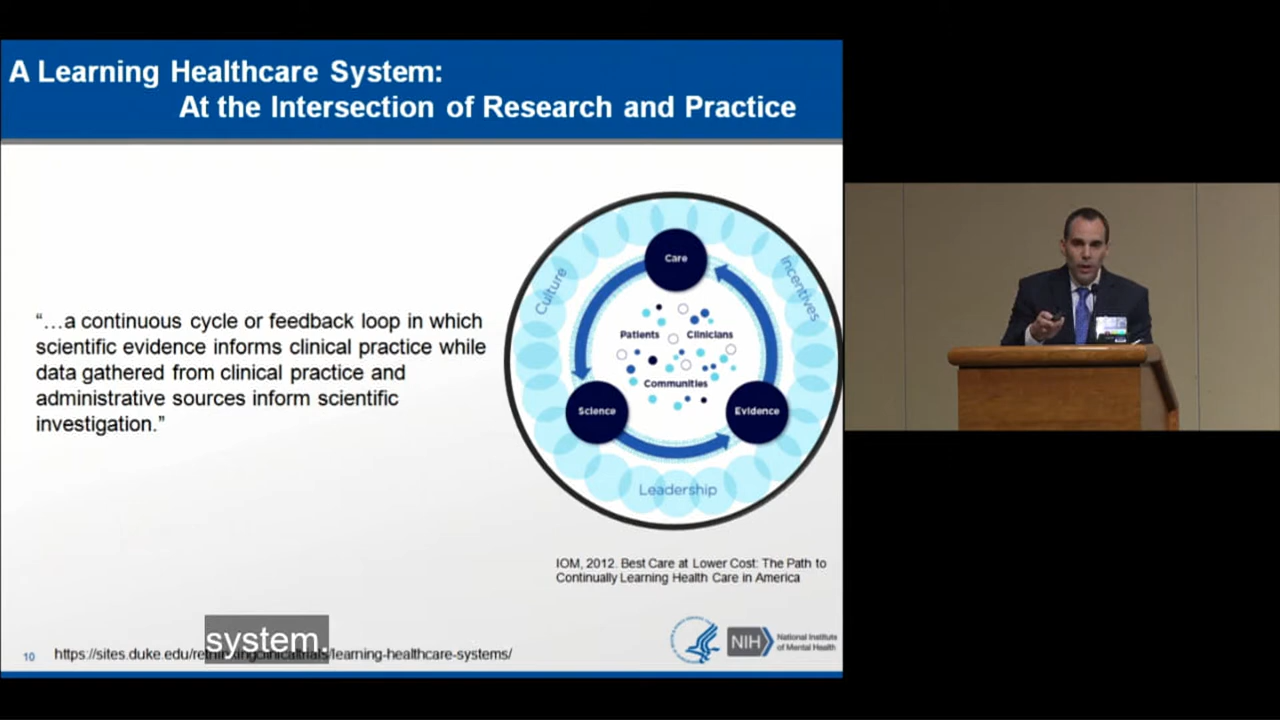 A Learning Healthcare System:
At the Intersection of Research and Practice
“…a continuous cycle or feedback loop in which
scientific evidence informs clinical practice while
data gathered from clinical practice and
administrative sources inform scientific
investigation.”
Care
Culture
Incentives
Patients
Clinicians
Communities
Science
Evidence
Leadership
IOM, 2012. Best Care at Lower Cost: The Path to
Continually Learning Health Care in America
system.
10
https://sites.duke.edu/rethinkingclinicaltrials/learning-healthcare-systems/
NIH
National Institute
of Mental Health